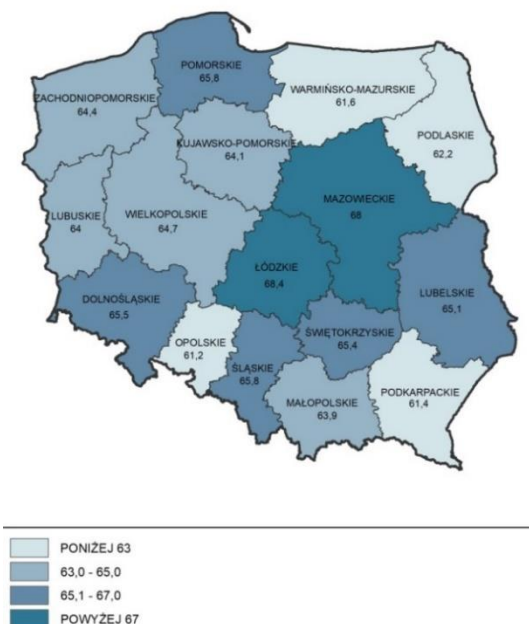 POMORSKIE
65,8
WARMIŃSKO-MAZURSKIE
61,6
ZACHODNIOPOMORSKIE
64,4
PODLASKIE
62,2
KUJAWSKO-POMORSKIE
64,1
MAZOWIECKIE
68
LUBUSKIE
64
WIELKOPOLSKIE
64,7
ŁÓDZKIE
68,4
DOLNOŚLĄSKIE
65,5
LUBELSKIE
65,1
ŚWIĘTOKRZYSKIE
65,4
OPOLSKIE
61,2
ŚLĄSKIE
65,8
MAŁOPOLSKIE
63,9
PODKARPACKIE
61,4
PONIŻEJ 63
63,0 - 65,0
65,1 - 67,0
POWYŻEJ 67